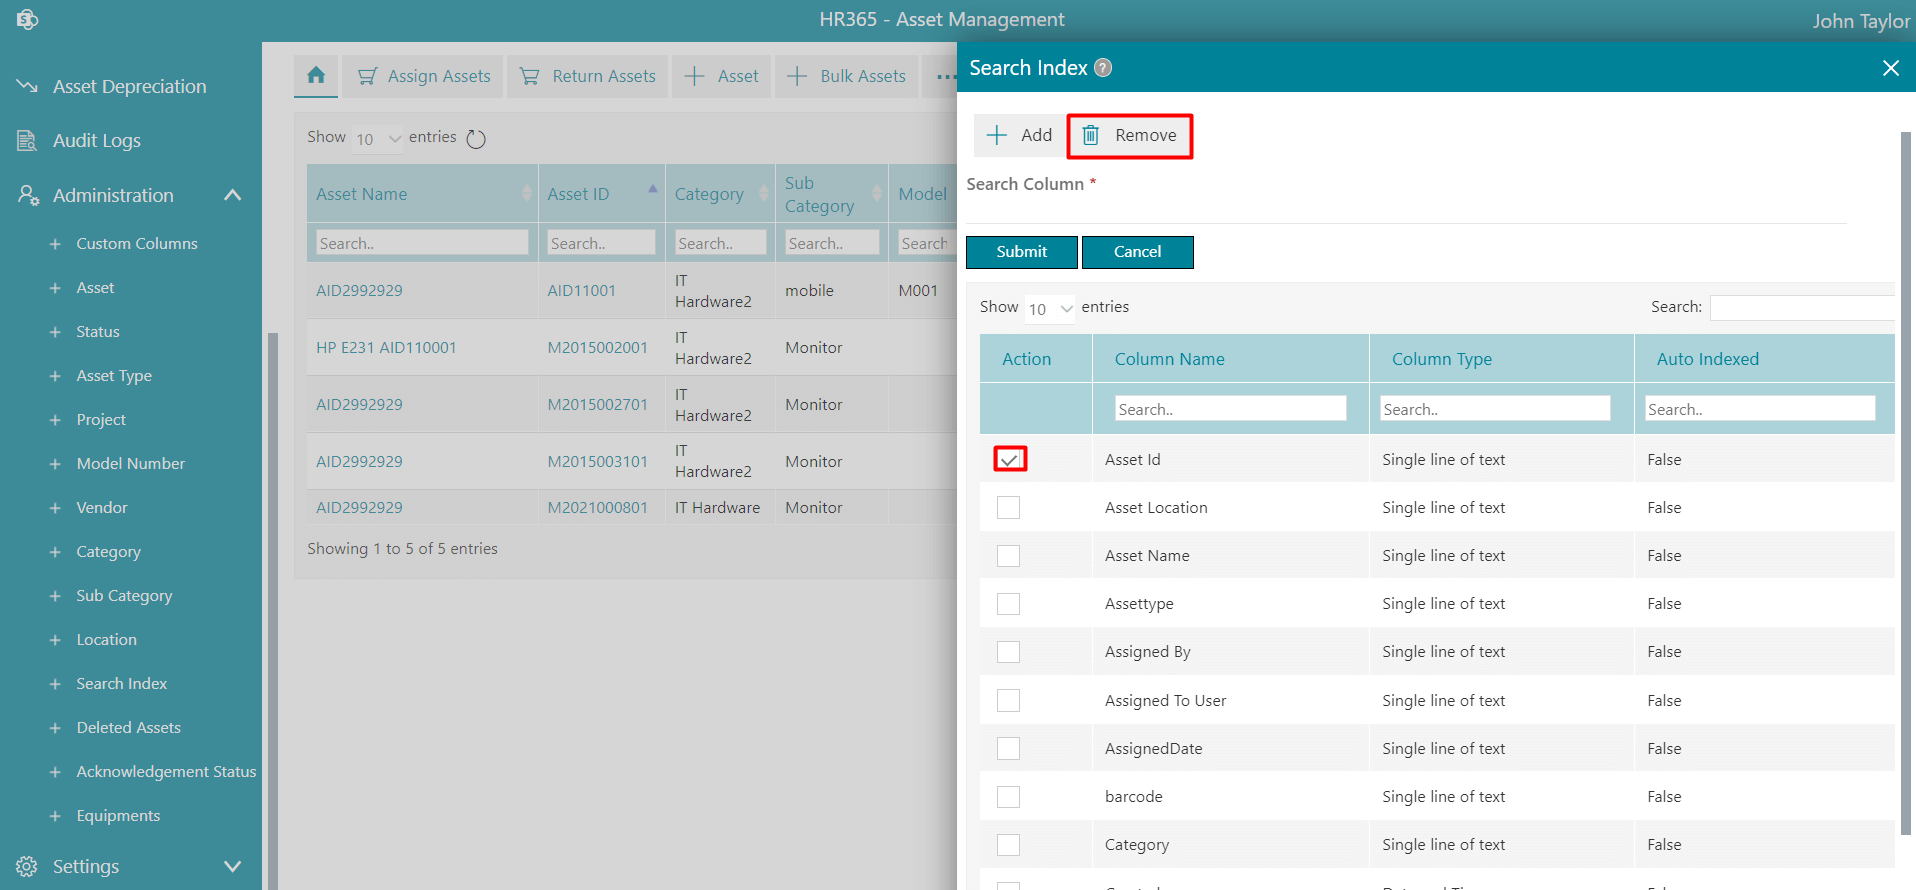 HR365 - Asset Management
John Taylor
Asset Depreciation
Audit Logs
Administration
Custom Columns
Asset
Status
Asset Type
Project
Model Number
Vendor
Category
Sub Category
Location
Search Index
Deleted Assets
Acknowledgement Status
Equipments
Settings
Assign Assets
Return Assets
Asset
Bulk Assets
Show 10 entries
Asset Name Asset ID Category Sub Category Model
Search.. Search.. Search.. Search.. Search
AID2992929 AID11001 IT Hardware2 mobile M001
HP E231 AID110001 M2015002001 IT Hardware2 Monitor
AID2992929 M2015002701 IT Hardware2 Monitor
AID2992929 M2015003101 IT Hardware2 Monitor
AID2992929 M2021000801 IT Hardware Monitor
Showing 1 to 5 of 5 entries
Search Index ?
Add Remove
Search Column *
Submit Cancel
Show 10 entries Search:
Action Column Name Column Type Auto Indexed
Search.. Search.. Search..
Asset Id Single line of text False
Asset Location Single line of text False
Asset Name Single line of text False
Assettype Single line of text False
Assigned By Single line of text False
Assigned To User Single line of text False
AssignedDate Single line of text False
barcode Single line of text False
Category Single line of text False